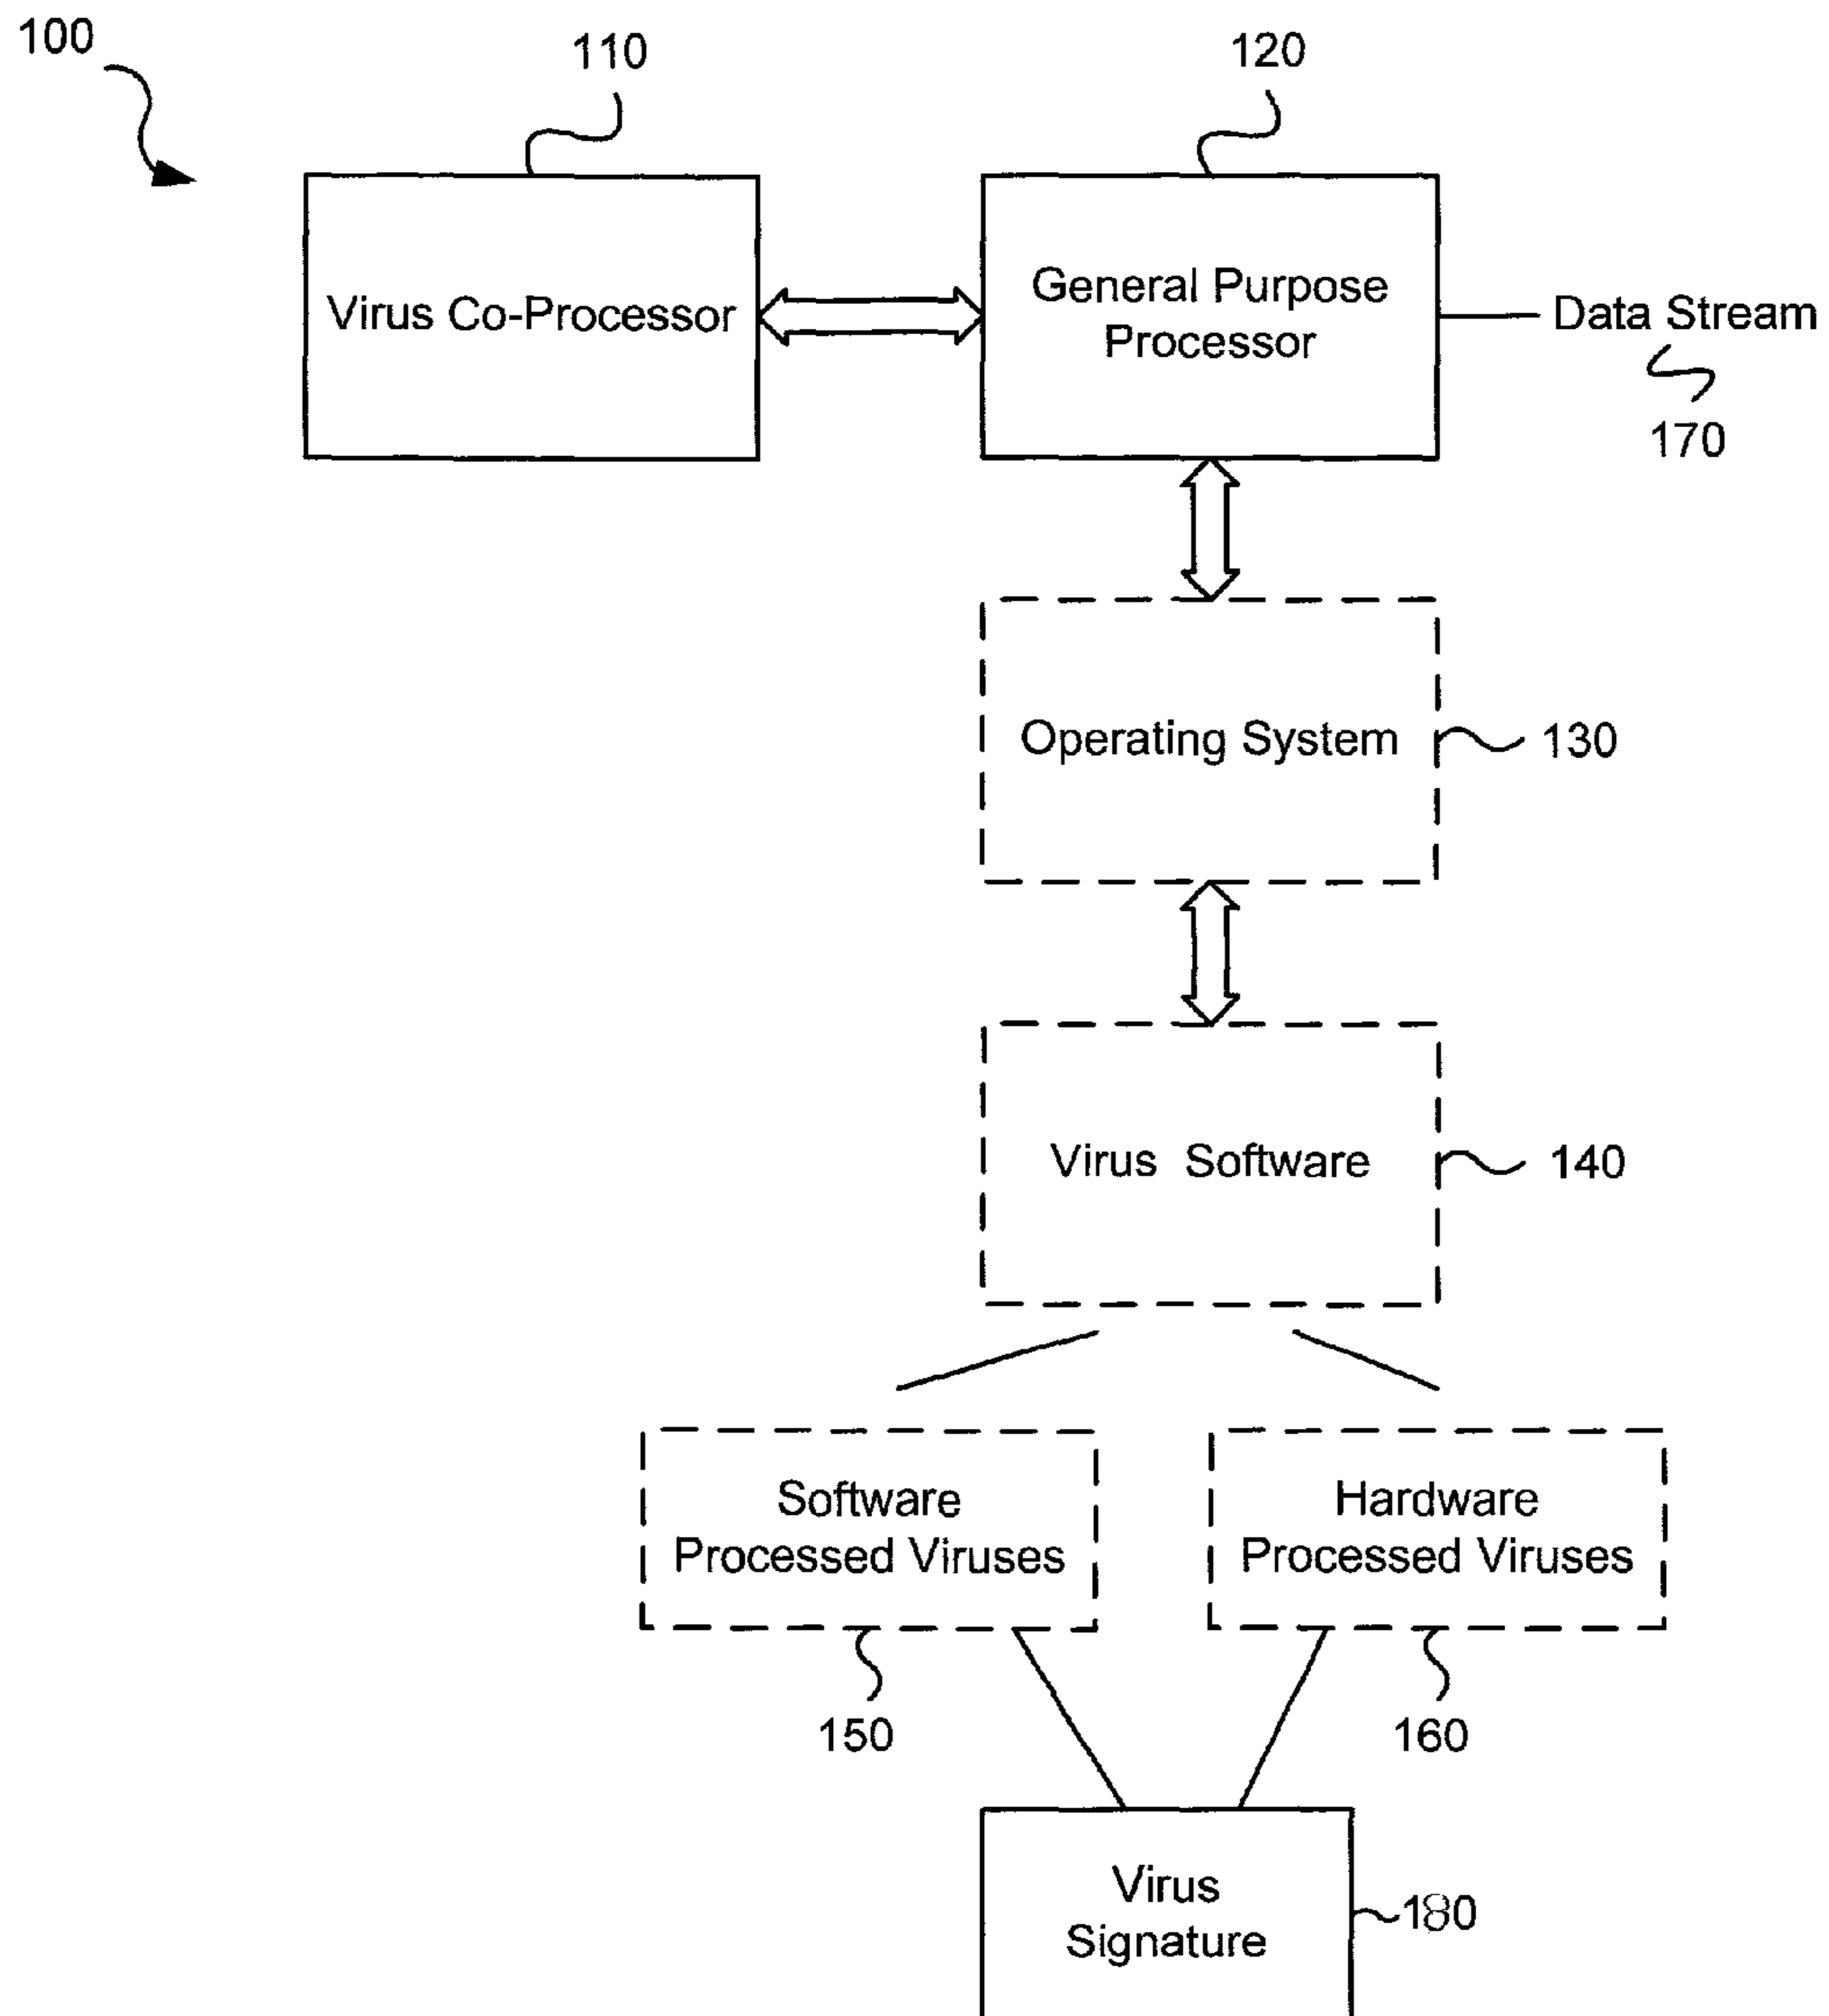 100
110
120
Virus Co-Processor
General Purpose
Processor
Data Stream
170
Operating System
130
Virus Software
140
Software
Processed Viruses
Hardware
Processed Viruses
150
160
Virus
Signature
180